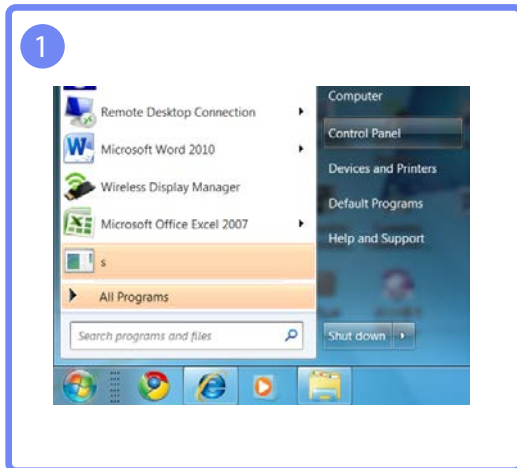 1
Remote Desktop Connection
Microsoft Word 2010
Wireless Display Manager
Microsoft Office Excel 2007
s
All Programs
Search programs and files
Computer
Control Panel
Devices and Printers
Default Programs
Help and Support
Shut down